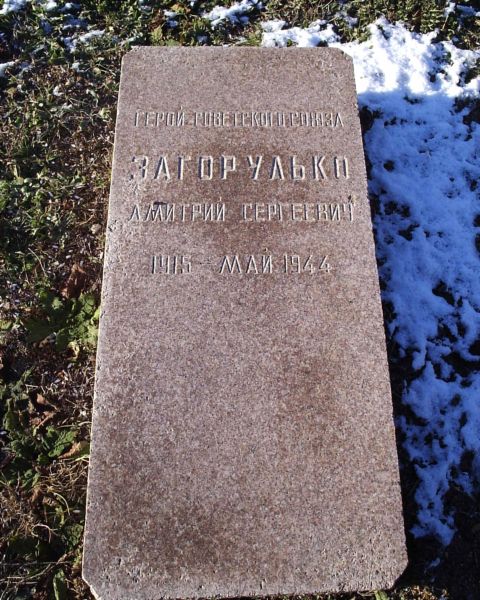 ГЕРОЙ СОВЕТСКОГО СОЮЗА
ЗАГОРУЛЬКО
ДМИТРИЙ СЕРГЕЕВИЧ
1915 — МАЙ 1944